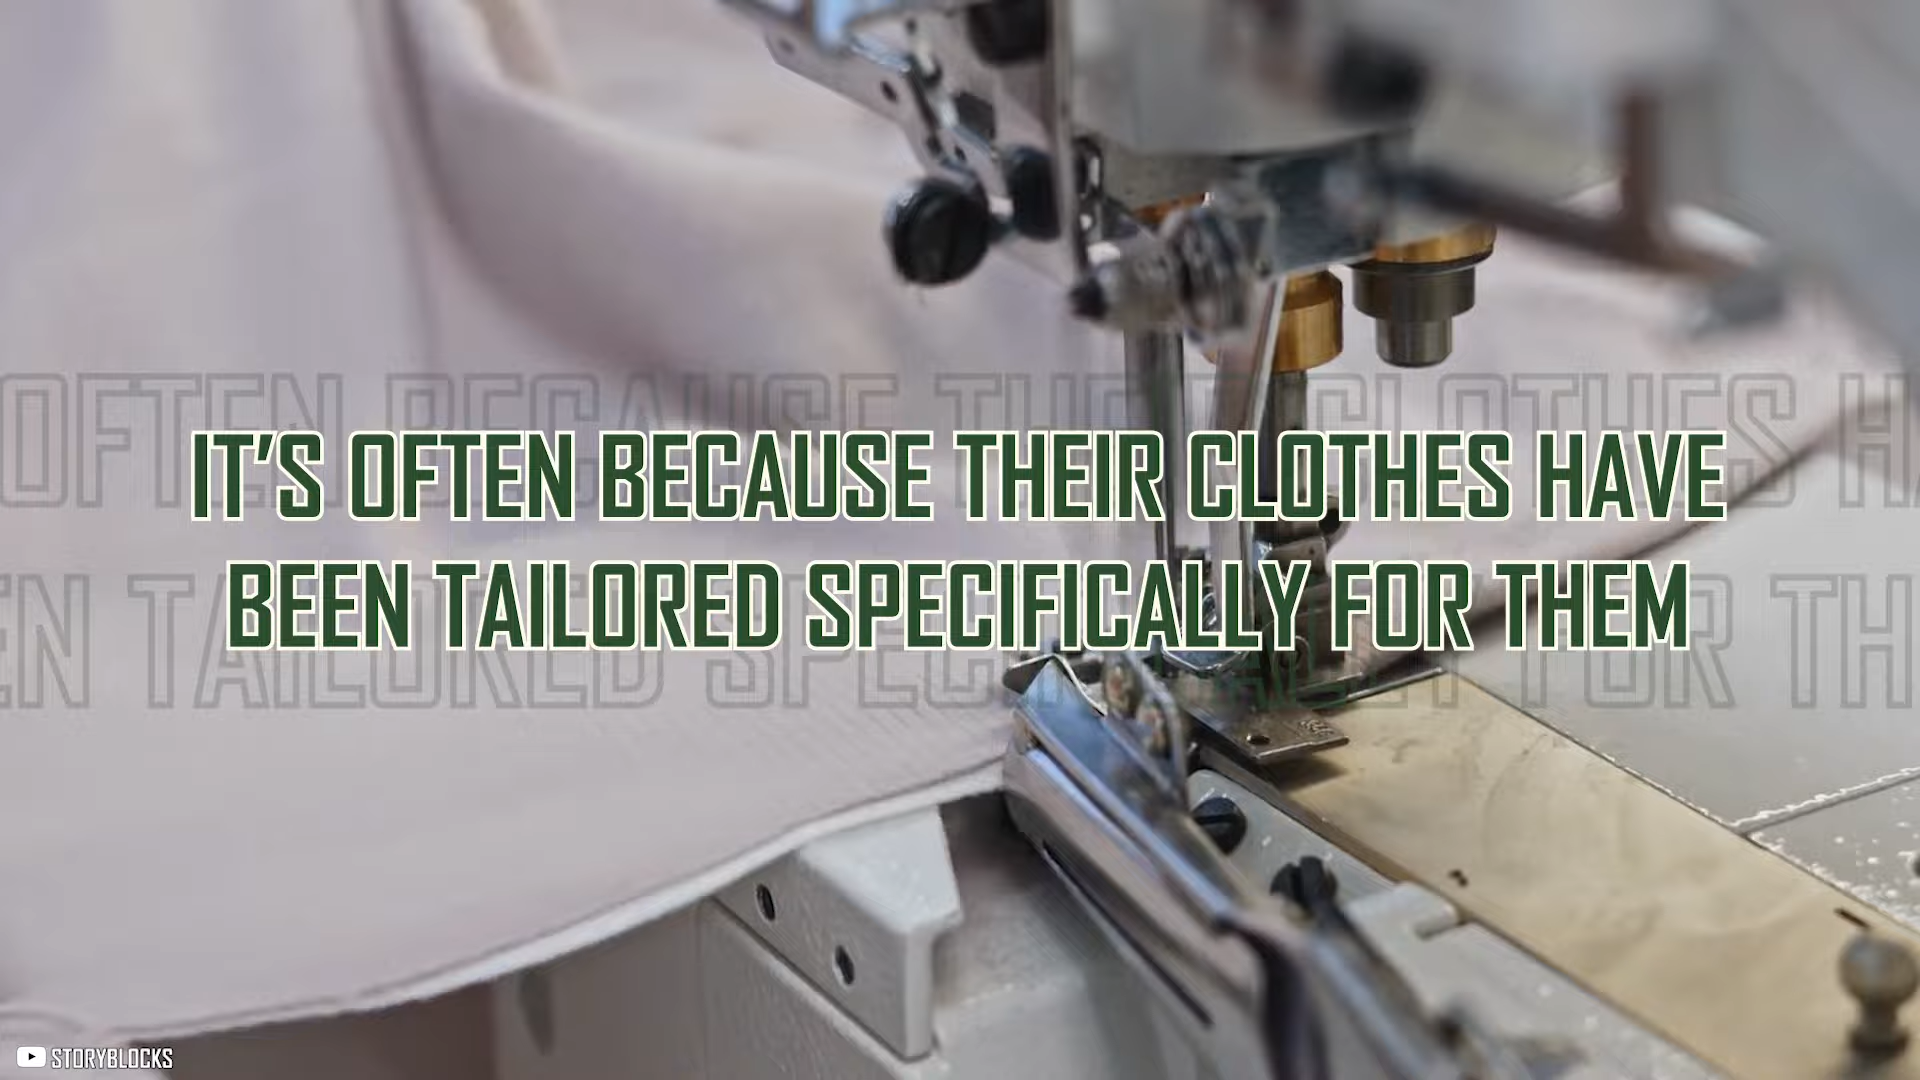 IT'S OFTEN BECAUSE THEIR CLOTHES HAVE
BEEN TAILORED SPECIFICALLY FOR THEM
STORYBLOCKS